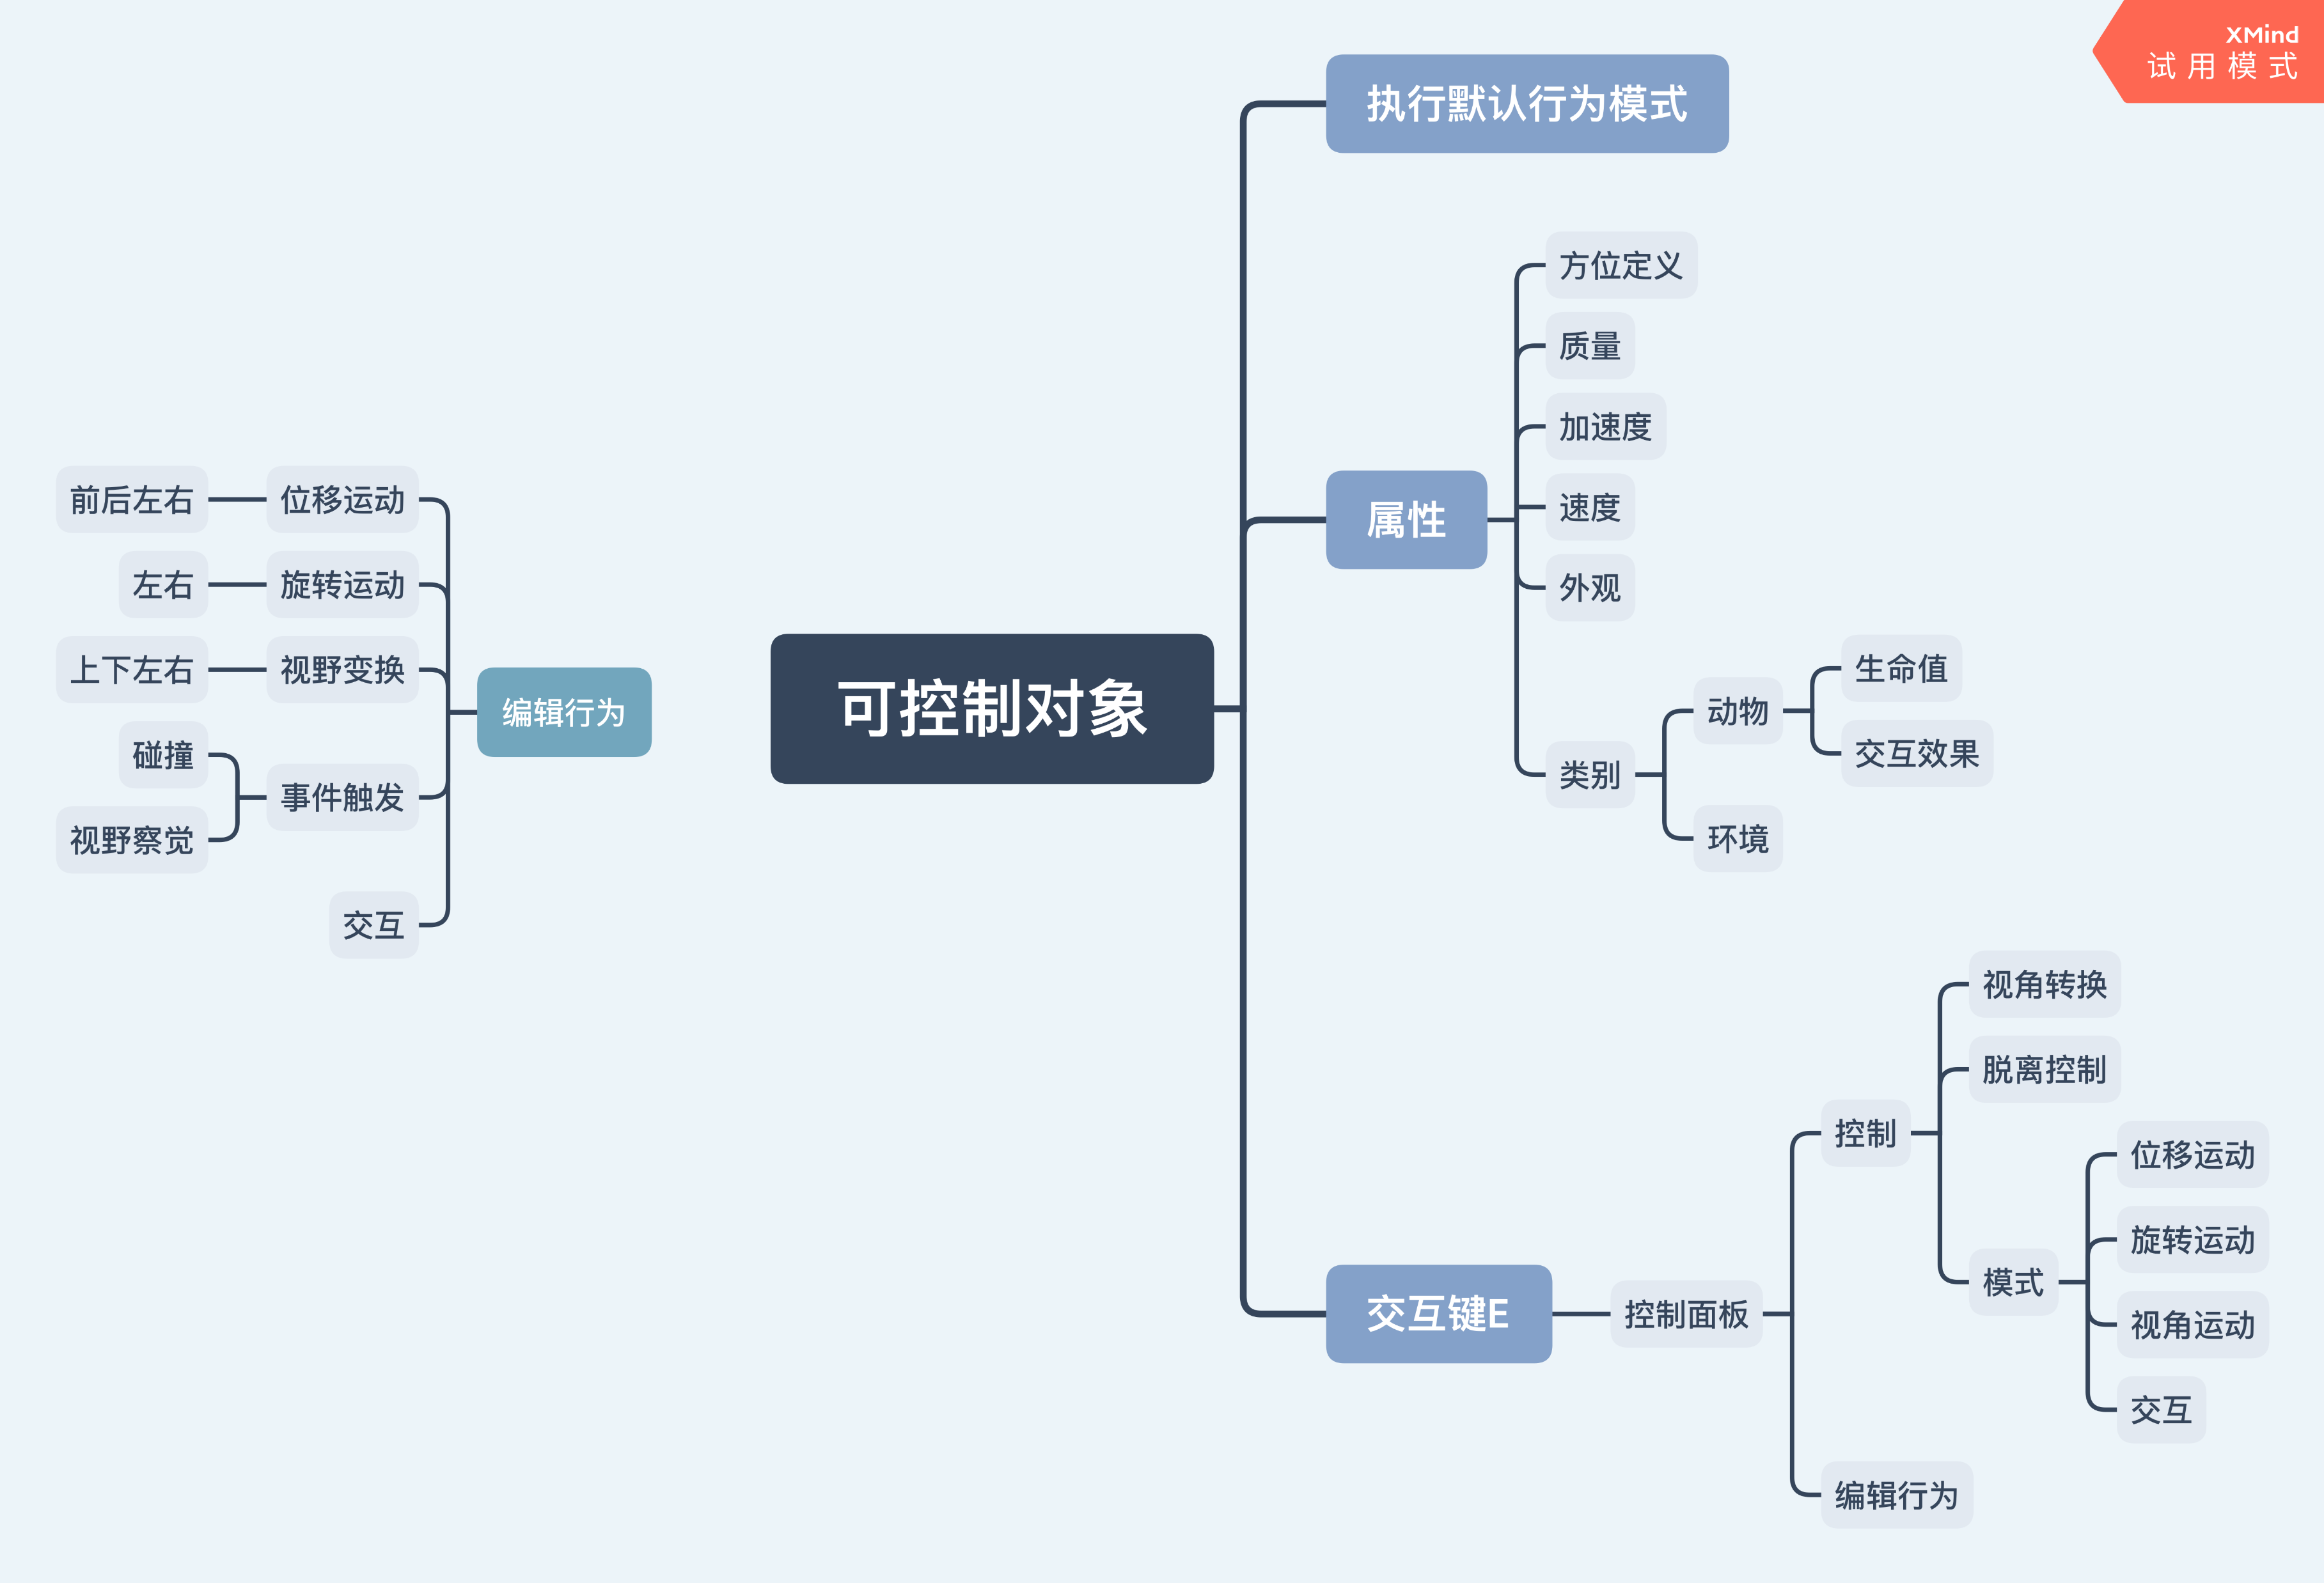 XMind
试用模式
执行默认行为模式
方位定义
质量
加速度
速度
属性
外观
生命值
动物
交互效果
类别
环境
可控制对象
前后左右
位移运动
左右
旋转运动
上下左右
视野变换
编辑行为
碰撞
事件触发
视野察觉
交互
视角转换
脱离控制
控制
位移运动
旋转运动
模式
视角运动
交互
交互键E
控制面板
编辑行为